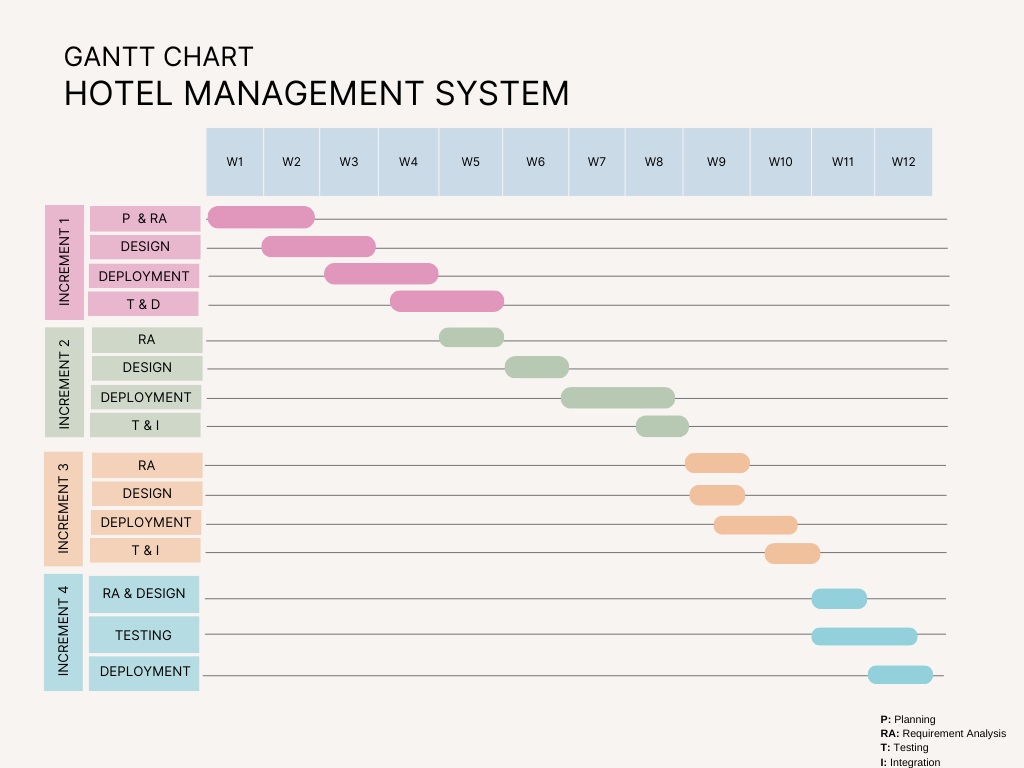 GANTT CHART
HOTEL MANAGEMENT SYSTEM
W1 W2 W3 W4 W5 W6 W7 W8 W9 W10 W11 W12
INCREMENT 1
P & RA
DESIGN
DEPLOYMENT
T & D
INCREMENT 2
RA
DESIGN
DEPLOYMENT
T & I
INCREMENT 3
RA
DESIGN
DEPLOYMENT
T & I
INCREMENT 4
RA & DESIGN
TESTING
DEPLOYMENT
P: Planning
RA: Requirement Analysis
T: Testing
I: Integration